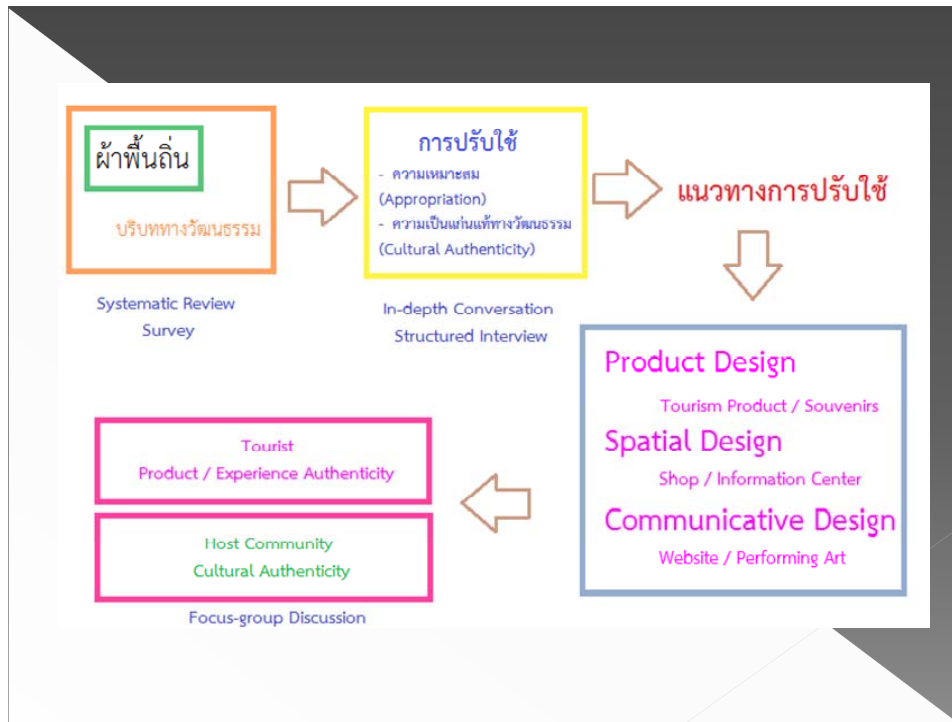 ผ้าพื้นถิ่น
บริบททางวัฒนธรรม
Systematic Review
Survey
การปรับใช้
- ความเหมาะสม
(Appropriation)
- ความเป็นแก่นแท้ทางวัฒนธรรม
(Cultural Authenticity)
In-depth Conversation
Structured Interview
แนวทางการปรับใช้
Product Design
Tourism Product / Souvenirs
Spatial Design
Shop / Information Center
Communicative Design
Website / Performing Art
Tourist
Product / Experience Authenticity
Host Community
Cultural Authenticity
Focus-group Discussion